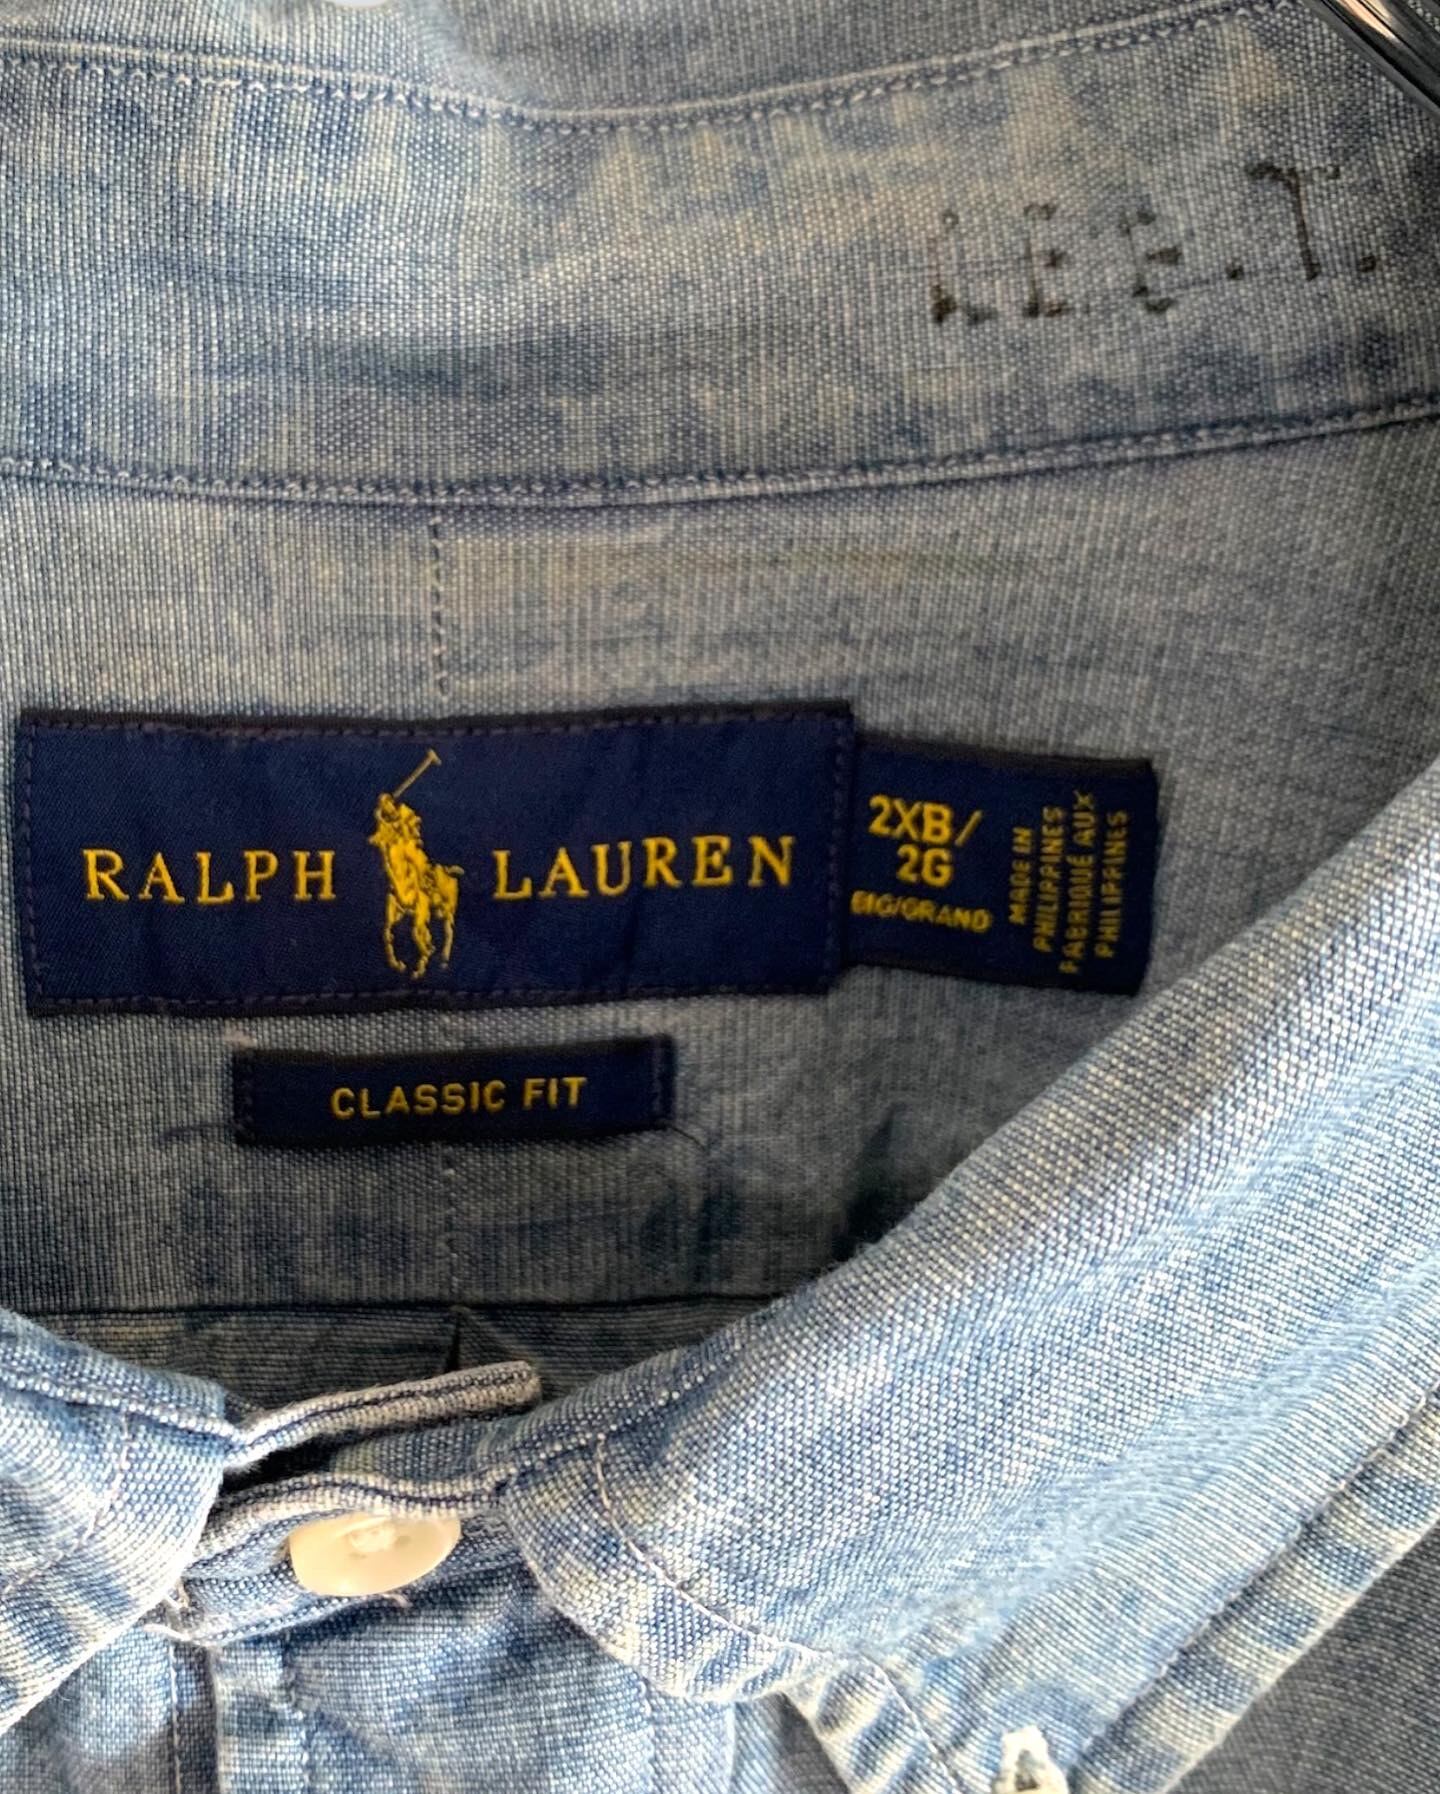 RALPH LAUREN
2XB/
2G
BIG/GRAND
MADE IN
PHILIPPINES
FABRIQUÉ AUX
PHILIPPINES
CLASSIC FIT